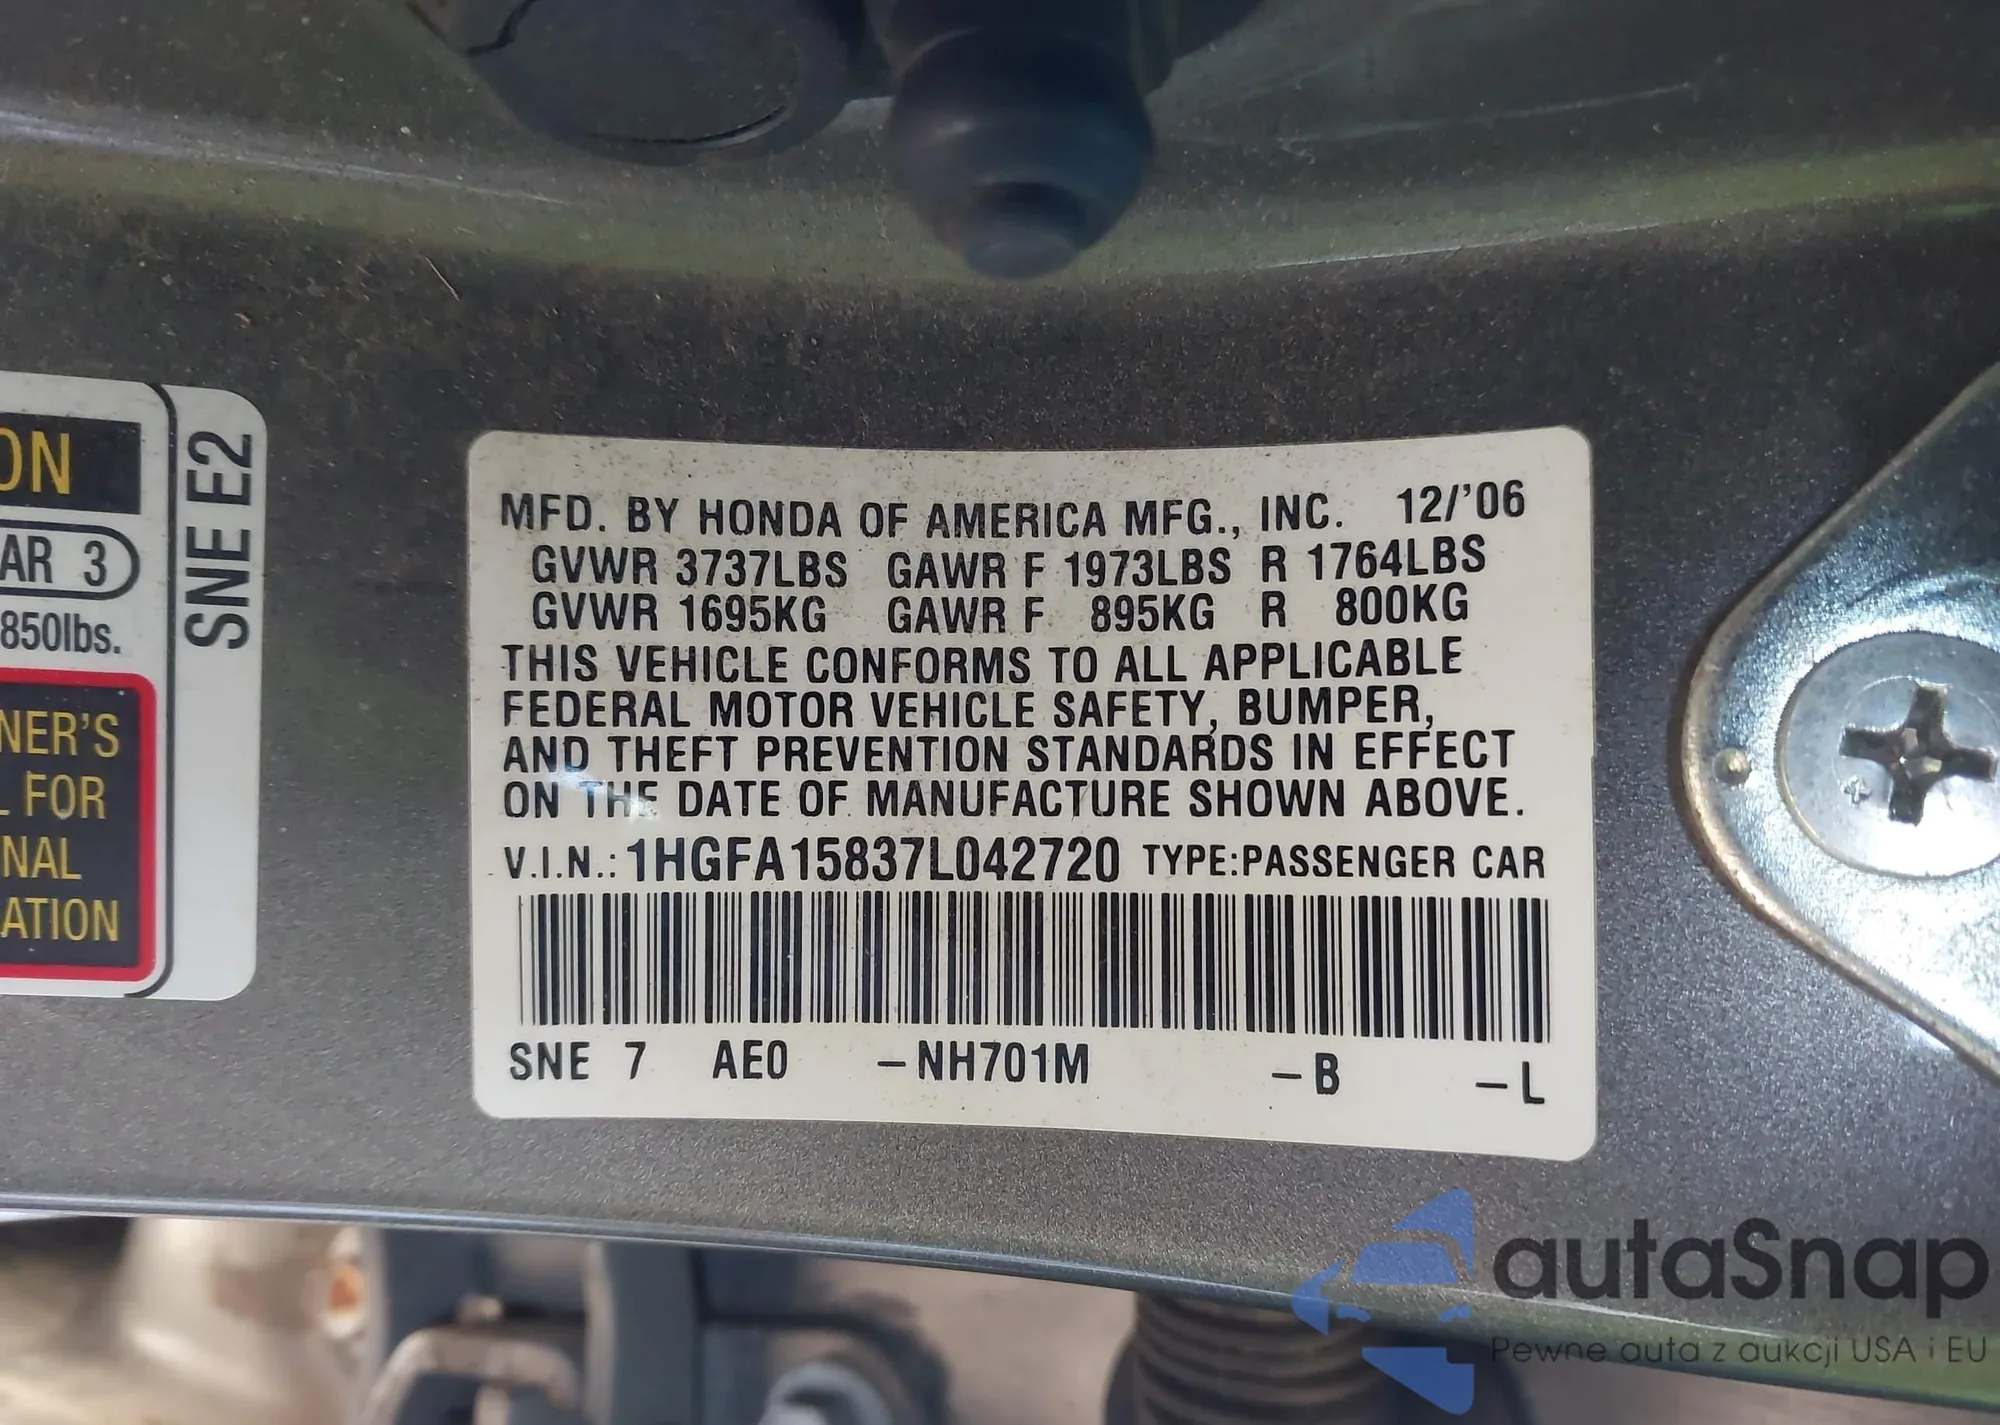 ON
AR 3
850lbs.
NER'S
L FOR
NAL
ATION
SNE E2
MFD. BY HONDA OF AMERICA MFG., INC. 12/'06
GVWR 3737LBS GAWR F 1973LBS R 1764LBS
GVWR 1695KG GAWR F 895KG R 800KG
THIS VEHICLE CONFORMS TO ALL APPLICABLE
FEDERAL MOTOR VEHICLE SAFETY, BUMPER,
AND THEFT PREVENTION STANDARDS IN EFFECT
ON THE DATE OF MANUFACTURE SHOWN ABOVE.
V.I.N.: 1HGFA15837L042720 TYPE:PASSENGER CAR
SNE 7 AE0 -NH701M -B -L
autaSnap
Pewne auta z aukcji USA i EU